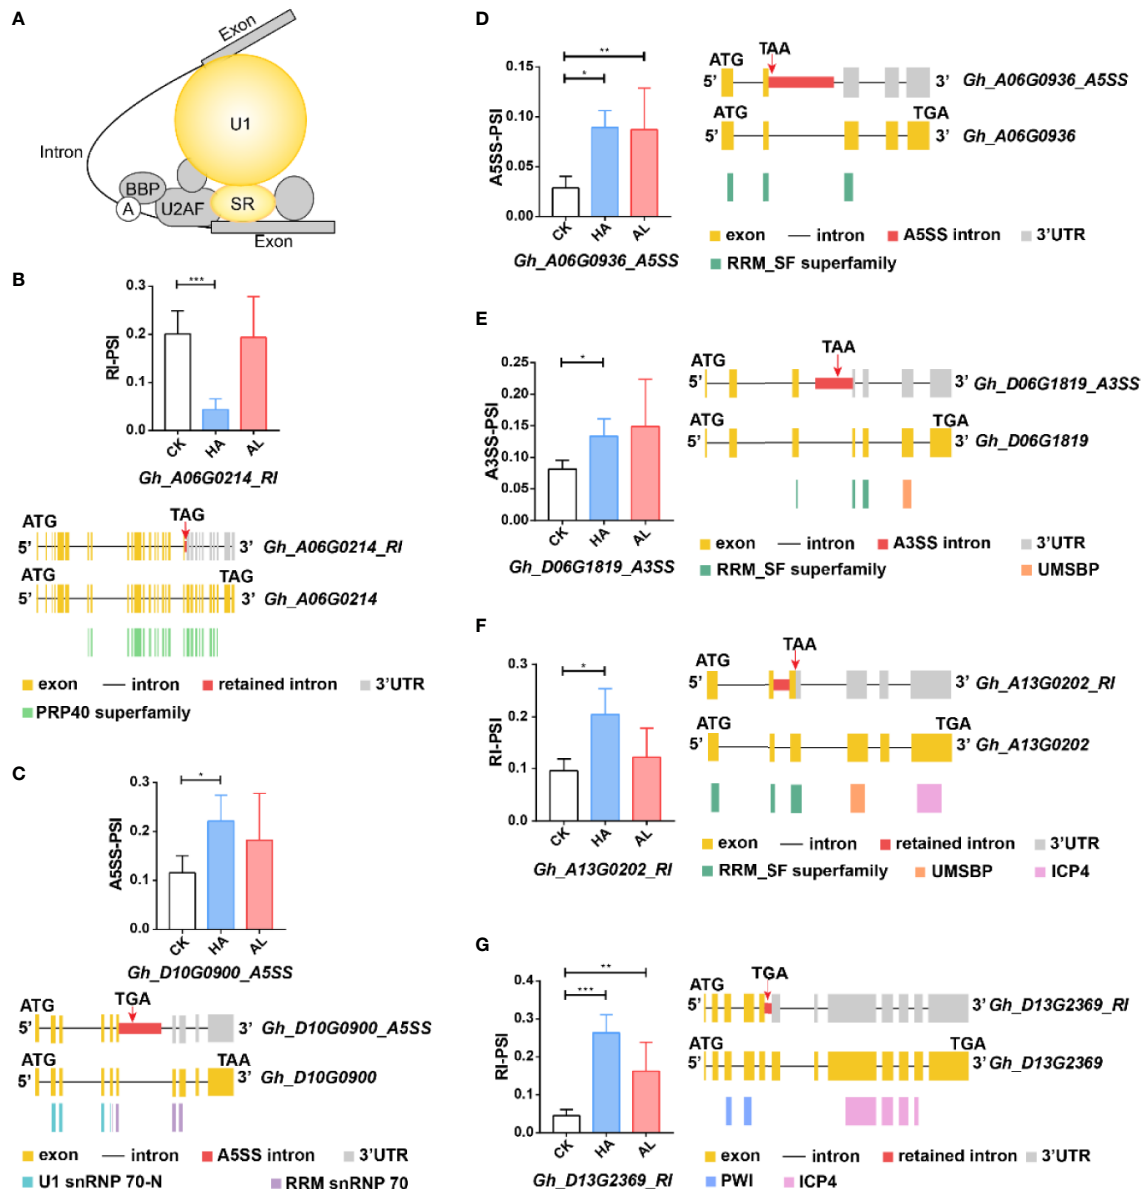 A
Exon
U1
Intron
BBP
A
U2AF
SR
Exon
B
RI-PSI
0.3
0.2
0.1
0.0
***
CK
HA
AL
Gh_A06G0214_RI
ATG
TAG
5’
3’
Gh_A06G0214_RI
ATG
TAG
5’
3’
Gh_A06G0214
exon
intron
retained intron
3’UTR
PRP40 superfamily
C
A5SS-PSI
0.3
0.2
0.1
0.0
*
CK
HA
AL
Gh_D10G0900_A5SS
ATG
TGA
5’
3’
Gh_D10G0900_A5SS
ATG
TAA
5’
3’
Gh_D10G0900
exon
intron
A5SS intron
3’UTR
U1 snRNP 70-N
RRM snRNP 70
D
A5SS-PSI
0.15
0.10
0.05
0.00
**
*
CK
HA
AL
Gh_A06G0936_A5SS
ATG
TAA
5’
3’
Gh_A06G0936_A5SS
ATG
TGA
5’
3’
Gh_A06G0936
exon
intron
A5SS intron
3’UTR
RRM_SF superfamily
E
A3SS-PSI
0.25
0.20
0.15
0.10
0.05
0.00
*
CK
HA
AL
Gh_D06G1819_A3SS
ATG
TAA
5’
3’
Gh_D06G1819_A3SS
ATG
TGA
5’
3’
Gh_D06G1819
exon
intron
A3SS intron
3’UTR
RRM_SF superfamily
UMSBP
F
RI-PSI
0.3
0.2
0.1
0.0
*
CK
HA
AL
Gh_A13G0202_RI
ATG
TAA
5’
3’
Gh_A13G0202_RI
ATG
TGA
5’
3’
Gh_A13G0202
exon
intron
retained intron
3’UTR
RRM_SF superfamily
UMSBP
ICP4
G
RI-PSI
0.4
0.3
0.2
0.1
0.0
**
***
CK
HA
AL
Gh_D13G2369_RI
ATG
TGA
5’
3’
Gh_D13G2369_RI
ATG
TGA
5’
3’
Gh_D13G2369
exon
intron
retained intron
3’UTR
PWI
ICP4